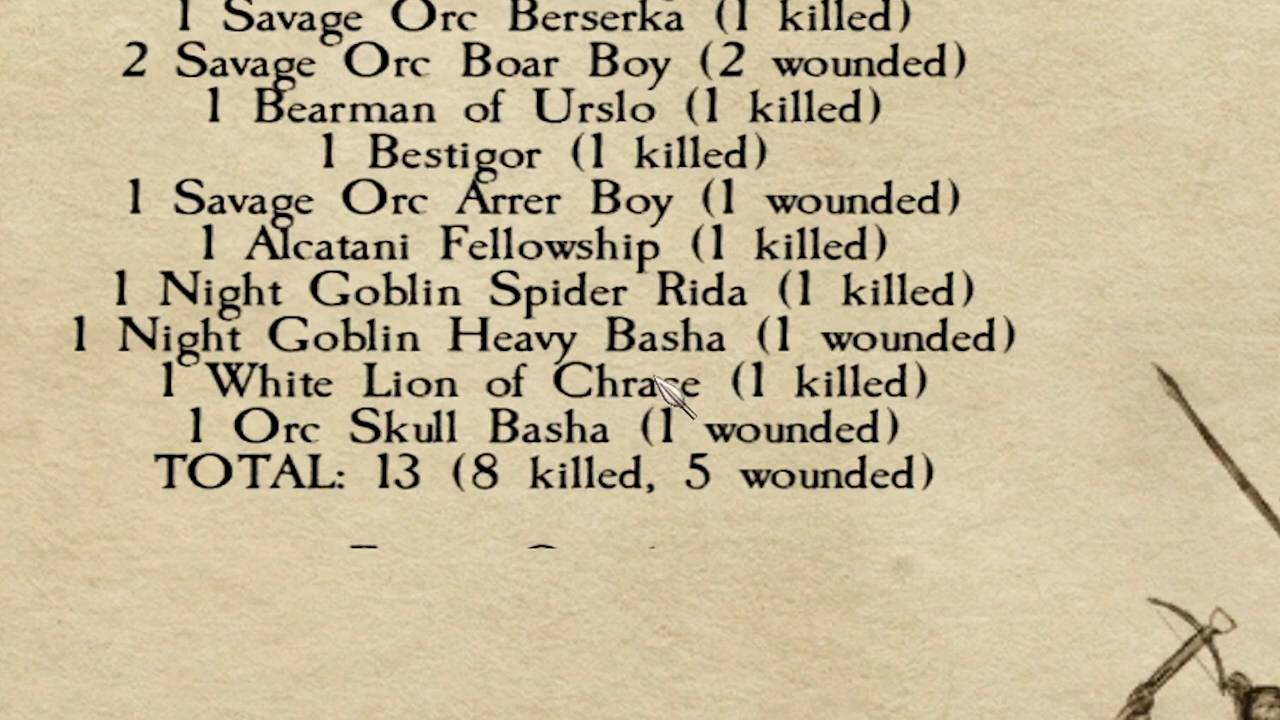 1 Savage Orc Berserka (1 killed)
2 Savage Orc Boar Boy (2 wounded)
1 Bearman of Urslo (1 killed)
1 Bestigor (1 killed)
1 Savage Orc Arrer Boy (1 wounded)
1 Alcatani Fellowship (1 killed)
1 Night Goblin Spider Rida (1 killed)
1 Night Goblin Heavy Basha (1 wounded)
1 White Lion of Chrace (1 killed)
1 Orc Skull Basha (1 wounded)
TOTAL: 13 (8 killed, 5 wounded)